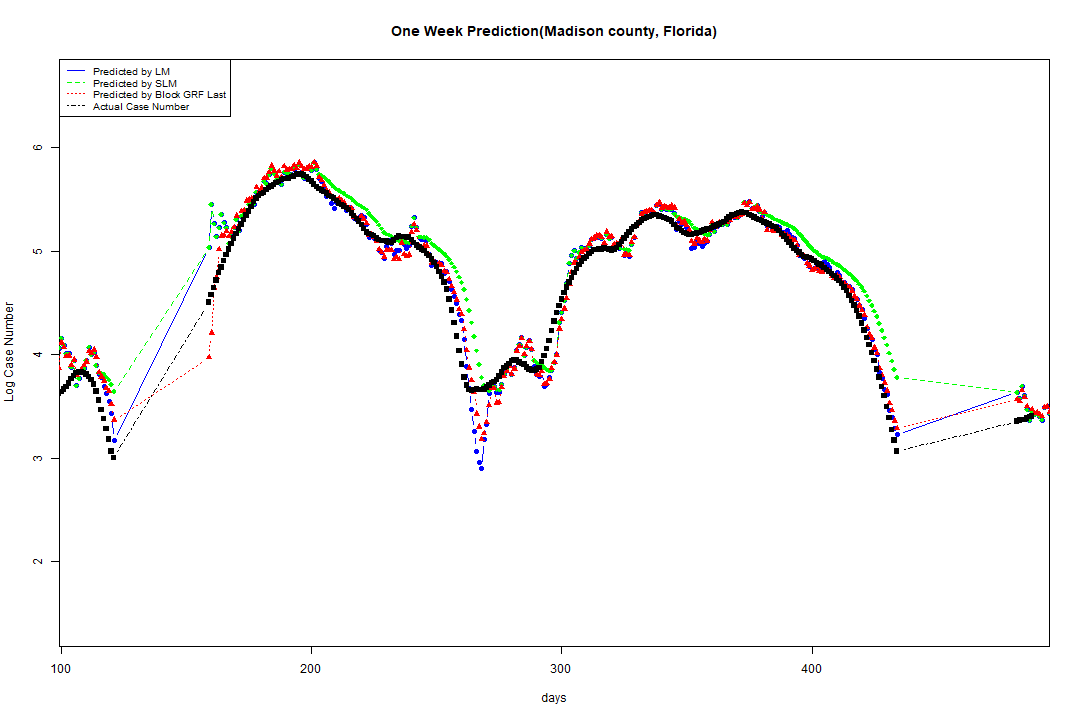 One Week Prediction(Madison county, Florida)
Predicted by LM
Predicted by SLM
Predicted by Block GRF Last
Actual Case Number
6
5
4
3
2
Log Case Number
100 200 300 400
days